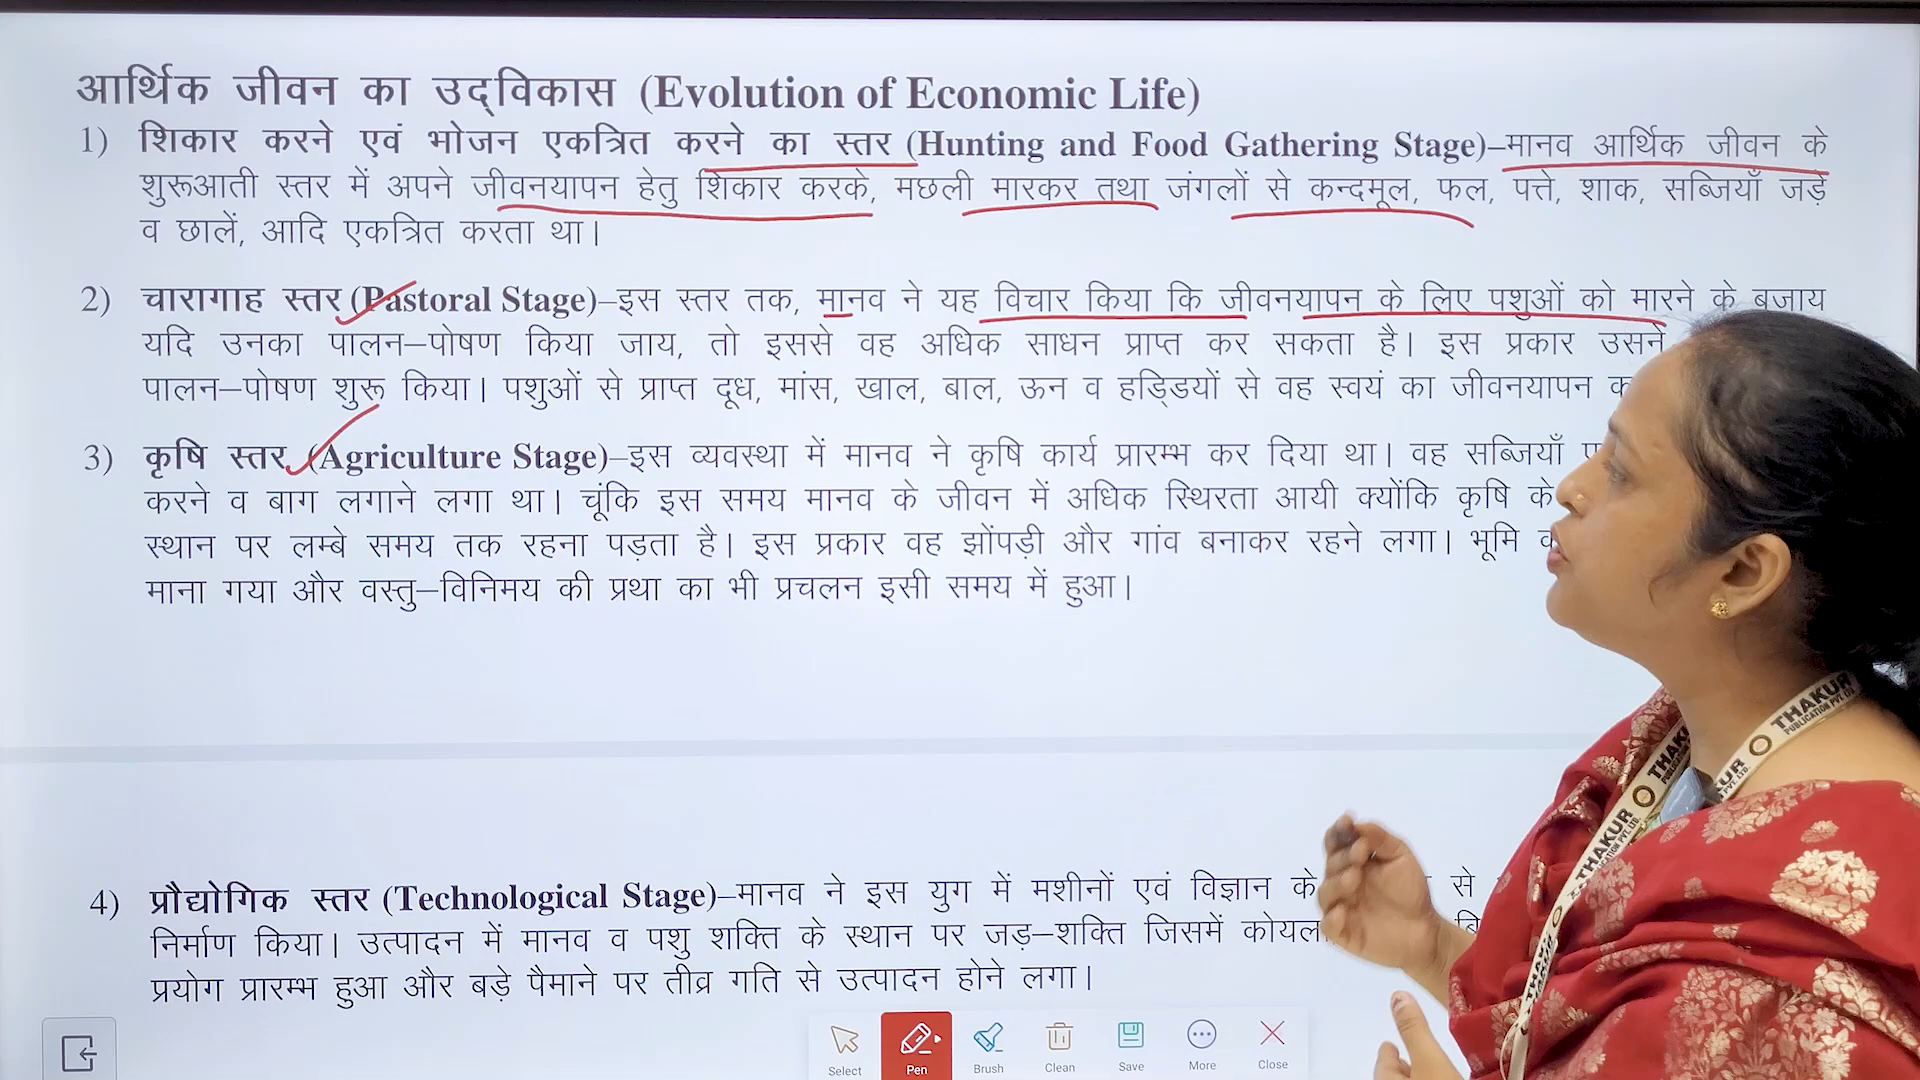 आर्थिक जीवन का उद्‌विकास (Evolution of Economic Life)
1) शिकार करने एवं भोजन एकत्रित करने का स्तर (Hunting and Food Gathering Stage)–मानव आर्थिक जीवन के
शुरूआती स्तर में अपने जीवनयापन हेतु शिकार करके, मछली मारकर तथा जंगलों से कन्दमूल, फल, पत्ते, शाक, सब्जियाँ जड़े
व छालें, आदि एकत्रित करता था।
2) चारागाह स्तर (Pastoral Stage)–इस स्तर तक, मानव ने यह विचार किया कि जीवनयापन के लिए पशुओं को मारने के बजाय
यदि उनका पालन–पोषण किया जाय, तो इससे वह अधिक साधन प्राप्त कर सकता है। इस प्रकार उसने
पालन–पोषण शुरू किया। पशुओं से प्राप्त दूध, मांस, खाल, बाल, ऊन व हड्डियों से वह स्वयं का जीवनयापन
3) कृषि स्तर (Agriculture Stage)–इस व्यवस्था में मानव ने कृषि कार्य प्रारम्भ कर दिया था। वह सब्जियाँ
करने व बाग लगाने लगा था। चूंकि इस समय मानव के जीवन में अधिक स्थिरता आयी क्योंकि कृषि के
स्थान पर लम्बे समय तक रहना पड़ता है। इस प्रकार वह झोंपड़ी और गांव बनाकर रहने लगा। भूमि
माना गया और वस्तु–विनिमय की प्रथा का भी प्रचलन इसी समय में हुआ।
4) प्रौद्योगिक स्तर (Technological Stage)–मानव ने इस युग में मशीनों एवं विज्ञान के से
निर्माण किया। उत्पादन में मानव व पशु शक्ति के स्थान पर जड़–शक्ति जिसमें
प्रयोग प्रारम्भ हुआ और बड़े पैमाने पर तीव्र गति से उत्पादन होने लगा।
Select Pen Brush Clean Save More Close
THAKUR
PUBLICATION PVT. LTD.
THAKUR
THAKUR